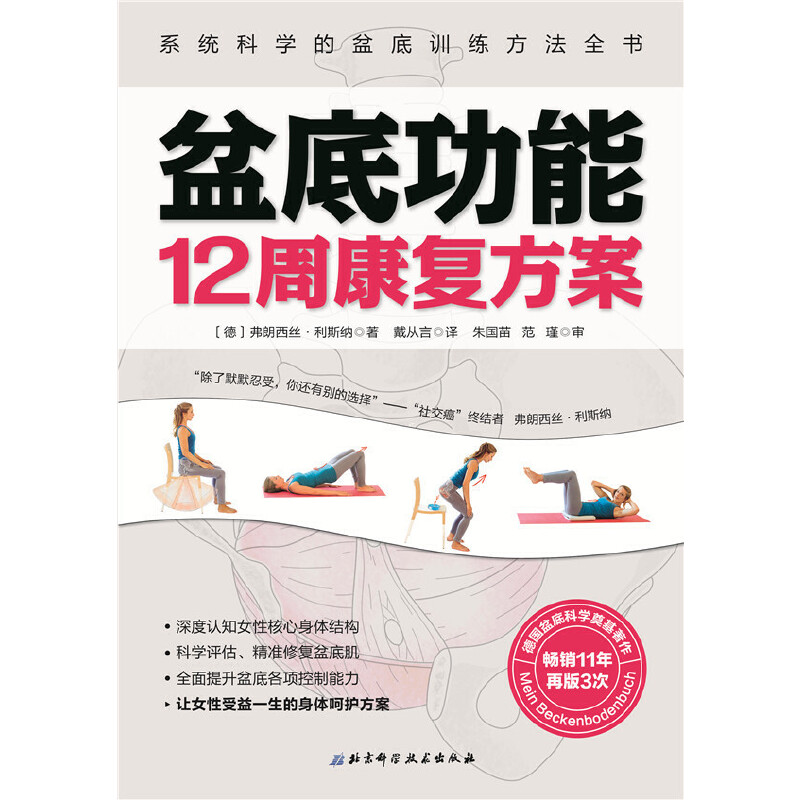 系统科学的盆底训练方法全书
盆底功能
12周康复方案
［德］弗朗西丝·利斯纳◎著 戴从言◎译 朱国苗 范 瑾◎审
“除了默默忍受，你还有别的选择”——“社交癌”终结者 弗朗西丝·利斯纳
• 深度认知女性核心身体结构
• 科学评估、精准修复盆底肌
• 全面提升盆底各项控制能力
▸ 让女性受益一生的身体呵护方案
德国盆底科学奠基著作
畅销11年
再版3次
Mein Beckenbodenbuch
北京科学技术出版社